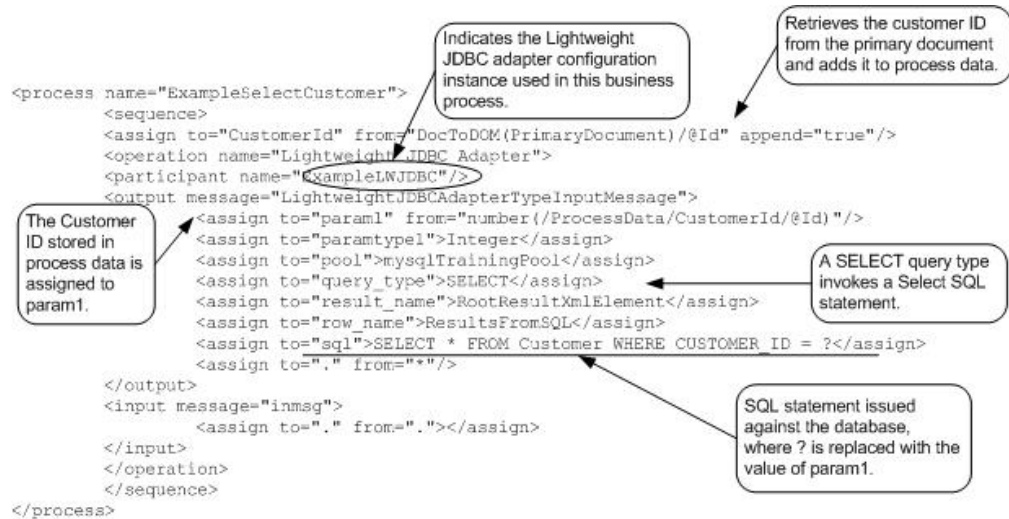 Indicates the Lightweight
JDBC adapter configuration
instance used in this business
process.
Retrieves the customer ID
from the primary document
and adds it to process data.
<process name="ExampleSelectCustomer">
<sequence>
<assign to="CustomerId" from="DocToDOM(PrimaryDocument)/@Id" append="true"/>
<operation name="Lightweight JDBC Adapter">
<participant name="ExampleLWJDBC"/>
<output message="LightweightJDBCAdapterTypeInputMessage">
The Customer
ID stored in
process data is
assigned to
param1.
<assign to="param1" from="number(/ProcessData/CustomerId/@Id)"/>
<assign to="paramtype1">Integer</assign>
<assign to="pool">mysqlTrainingPool</assign>
<assign to="query_type">SELECT</assign>
<assign to="result_name">RootResultXmlElement</assign>
<assign to="row_name">ResultsFromSQL</assign>
<assign to="sql">SELECT * FROM Customer WHERE CUSTOMER_ID = ?</assign>
<assign to="." from="*"/>
A SELECT query type
invokes a Select SQL
statement.
</output>
<input message="inmsg">
<assign to="." from="."></assign>
</input>
</operation>
</sequence>
</process>
SQL statement issued
against the database,
where ? is replaced with the
value of param1.